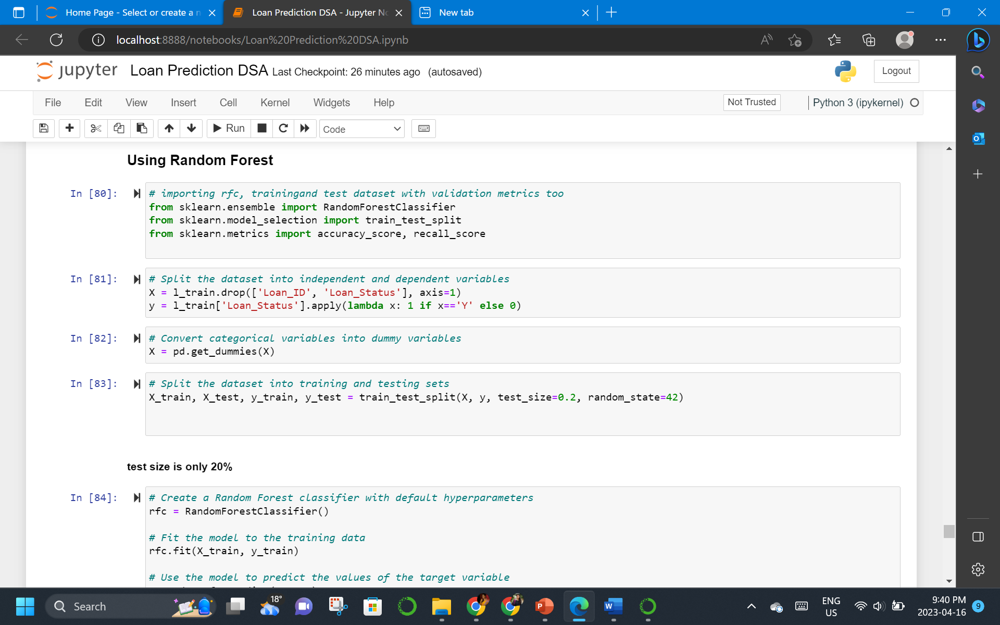 Home Page - Select or create a n
Loan Prediction DSA - Jupyter No
New tab
localhost:8888/notebooks/Loan%20Prediction%20DSA.ipynb
jupyter
Loan Prediction DSA Last Checkpoint: 26 minutes ago (autosaved)
Logout
File Edit View Insert Cell Kernel Widgets Help
Not Trusted
Python 3 (ipykernel)
Run
Code
Using Random Forest
In [80]:
# importing rfc, trainingand test dataset with validation metrics too
from sklearn.ensemble import RandomForestClassifier
from sklearn.model_selection import train_test_split
from sklearn.metrics import accuracy_score, recall_score
In [81]:
# Split the dataset into independent and dependent variables
X = l_train.drop(['Loan_ID', 'Loan_Status'], axis=1)
y = l_train['Loan_Status'].apply(lambda x: 1 if x=='Y' else 0)
In [82]:
# Convert categorical variables into dummy variables
X = pd.get_dummies(X)
In [83]:
# Split the dataset into training and testing sets
X_train, X_test, y_train, y_test = train_test_split(X, y, test_size=0.2, random_state=42)
test size is only 20%
In [84]:
# Create a Random Forest classifier with default hyperparameters
rfc = RandomForestClassifier()
# Fit the model to the training data
rfc.fit(X_train, y_train)
# Use the model to predict the values of the target variable
Search
18°
ENG
US
9:40 PM
2023-04-16
9